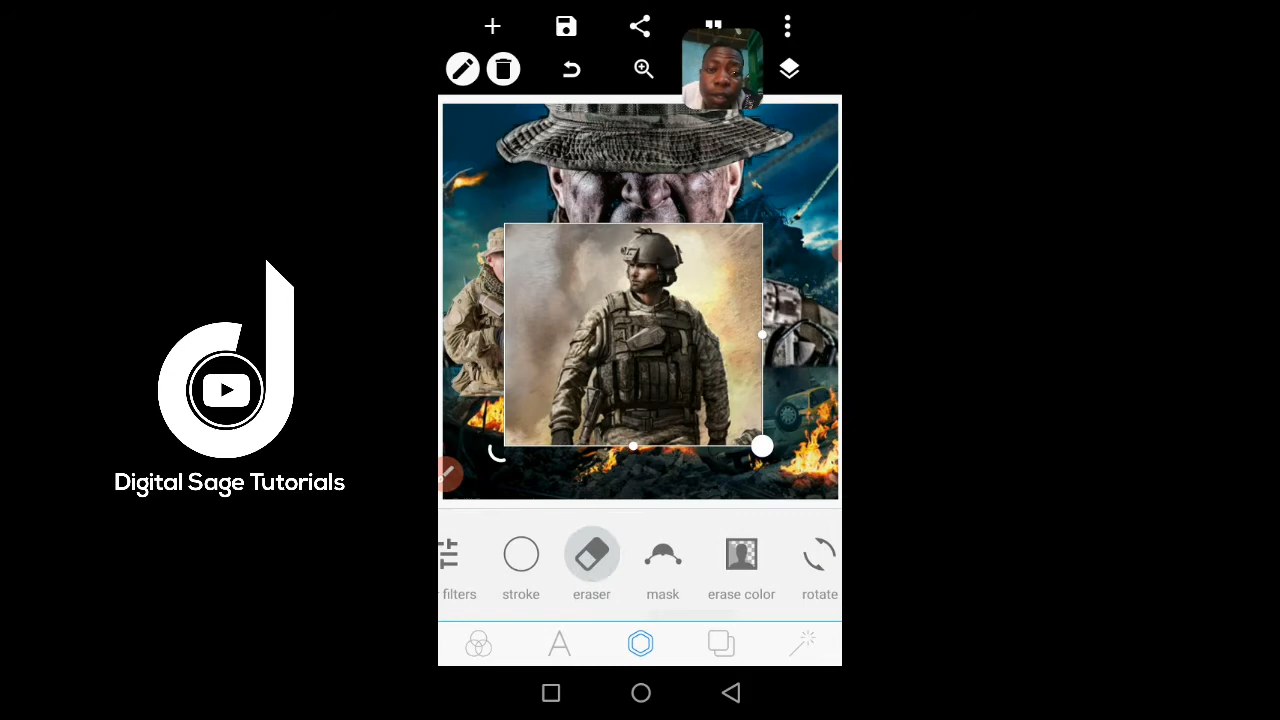 Digital Sage Tutorials
filters
stroke
eraser
mask
erase color
rotate